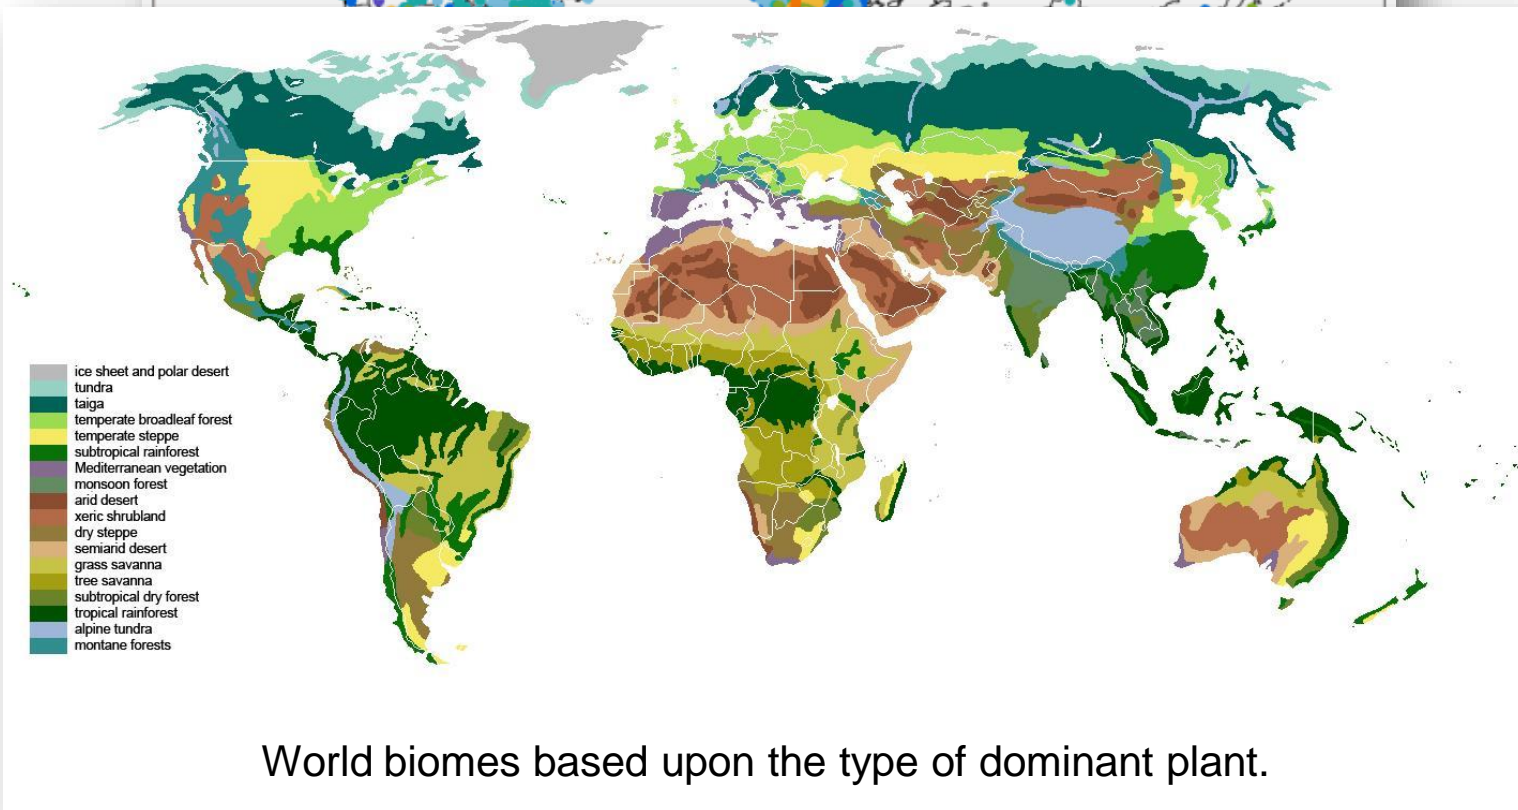 ice sheet and polar desert
tundra
taiga
temperate broadleaf forest
temperate steppe
subtropical rainforest
Mediterranean vegetation
monsoon forest
arid desert
xeric shrubland
dry steppe
semiarid desert
grass savanna
tree savanna
subtropical dry forest
tropical rainforest
alpine tundra
montane forests
World biomes based upon the type of dominant plant.